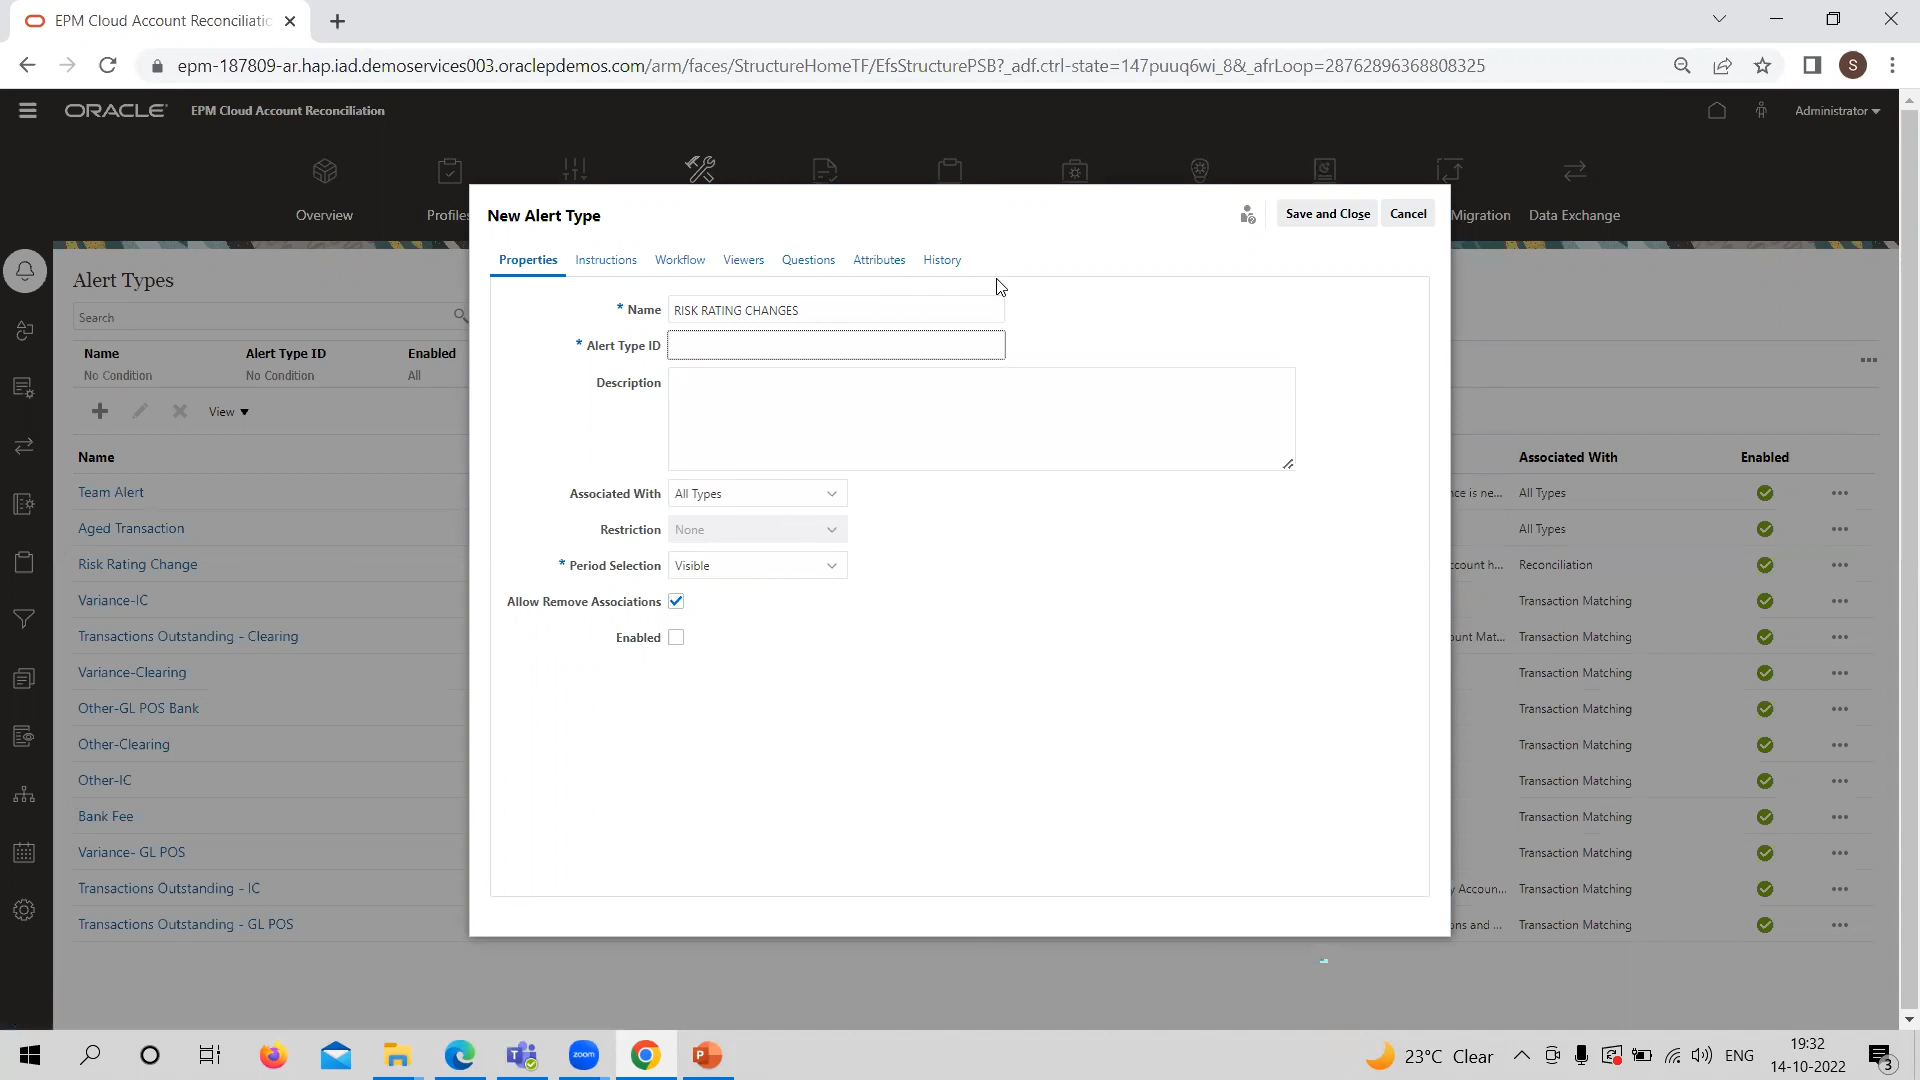 EPM Cloud Account Reconciliatio
epm-187809-ar.hap.iad.demoservices003.oraclepdemos.com/arm/faces/StructureHomeTF/EfsStructurePSB?_adf.ctrl-state=147puuq6wi_8&_afrLoop=28762896368808325
S
ORACLE EPM Cloud Account Reconciliation
Administrator
Overview Profiles Migration Data Exchange
New Alert Type
Save and Close Cancel
Properties Instructions Workflow Viewers Questions Attributes History
* Name RISK RATING CHANGES
* Alert Type ID
Description
Associated With All Types
Restriction None
* Period Selection Visible
Allow Remove Associations
Enabled
Alert Types
Search
Name Alert Type ID Enabled
No Condition No Condition All
View
Name Associated With Enabled
Team Alert nce is ne... All Types
Aged Transaction All Types
Risk Rating Change ccount h... Reconciliation
Variance-IC Transaction Matching
Transactions Outstanding - Clearing ount Mat... Transaction Matching
Variance-Clearing Transaction Matching
Other-GL POS Bank Transaction Matching
Other-Clearing Transaction Matching
Other-IC Transaction Matching
Bank Fee Transaction Matching
Variance- GL POS Transaction Matching
Transactions Outstanding - IC y Accoun... Transaction Matching
Transactions Outstanding - GL POS ons and ... Transaction Matching
zoom
23°C Clear
ENG
19:32
14-10-2022
3